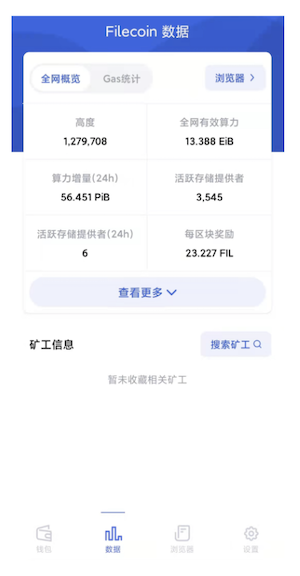 Filecoin 数据
全网概览 Gas统计 浏览器
高度 全网有效算力
1,279,708 13.388 EiB
算力增量(24h) 活跃存储提供者
56.451 PiB 3,545
活跃存储提供者(24h) 每区块奖励
6 23.227 FIL
查看更多
矿工信息 搜索矿工
暂未收藏相关矿工
钱包 数据 浏览器 设置